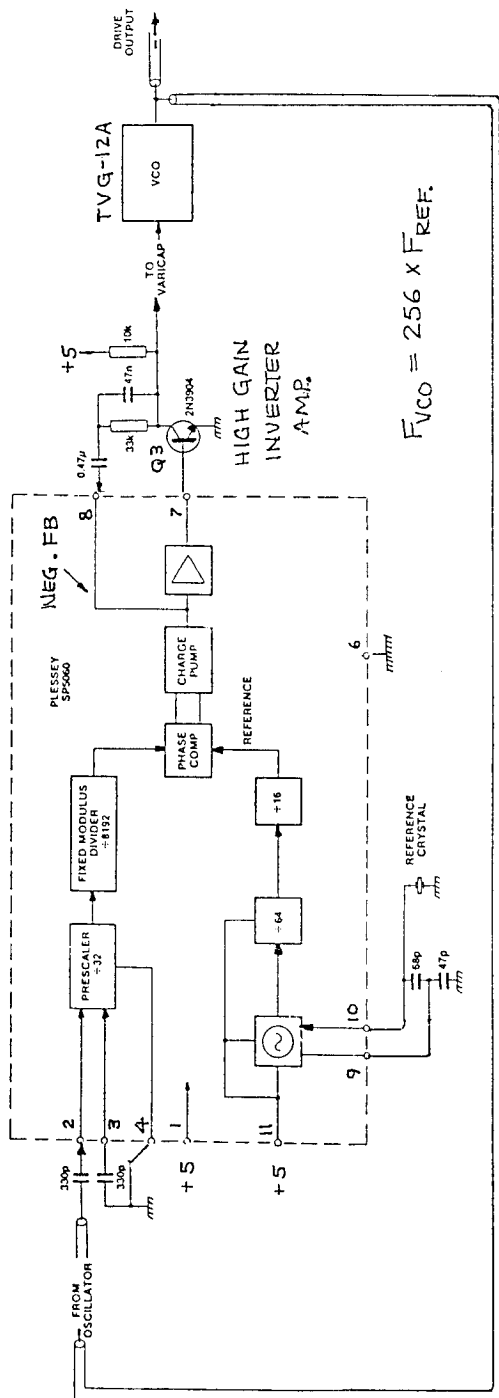 FROM
OSCILLATOR
330p
330p
2
3
4
1
+5
11
+5
PLESSEY
SP5060
PRESCALER
÷32
FIXED MODULUS
DIVIDER
÷8192
PHASE
COMP
CHARGE
PUMP
REFERENCE
÷64
÷16
9
10
68p
47p
REFERENCE
CRYSTAL
6
NEG. FB
8
7
0.47µ
33k
47n
+5
10k
Q3
2N3904
HIGH GAIN
INVERTER
AMP.
TO
VARICAP
TVG-12A
VCO
DRIVE
OUTPUT
FVCO = 256 x FREF.